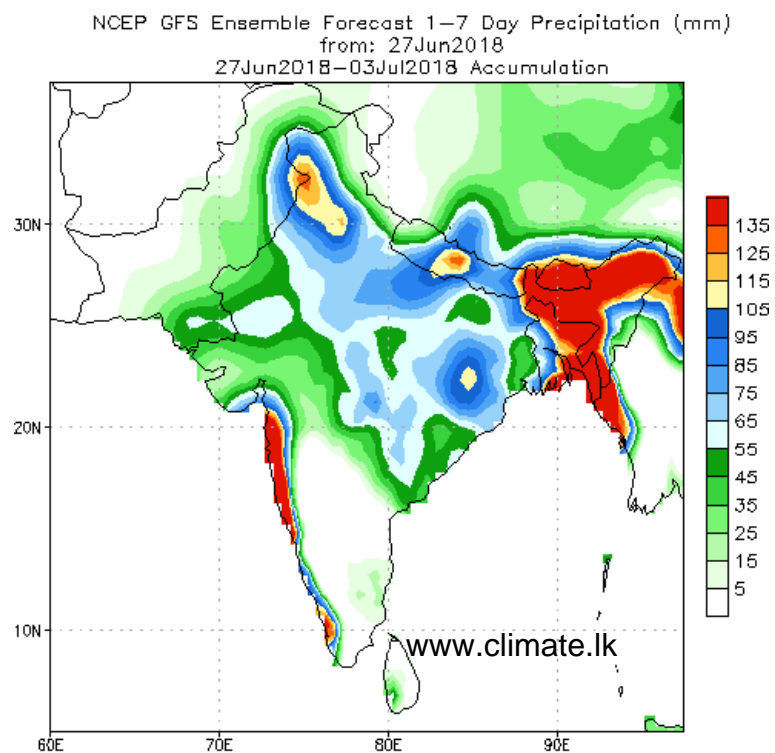 NCEP GFS Ensemble Forecast 1-7 Day Precipitation (mm)
from: 27Jun2018
27Jun2018-03Jul2018 Accumulation
30N
20N
10N
60E
70E
80E
90E
135
125
115
105
95
85
75
65
55
45
35
25
15
5
www.climate.lk